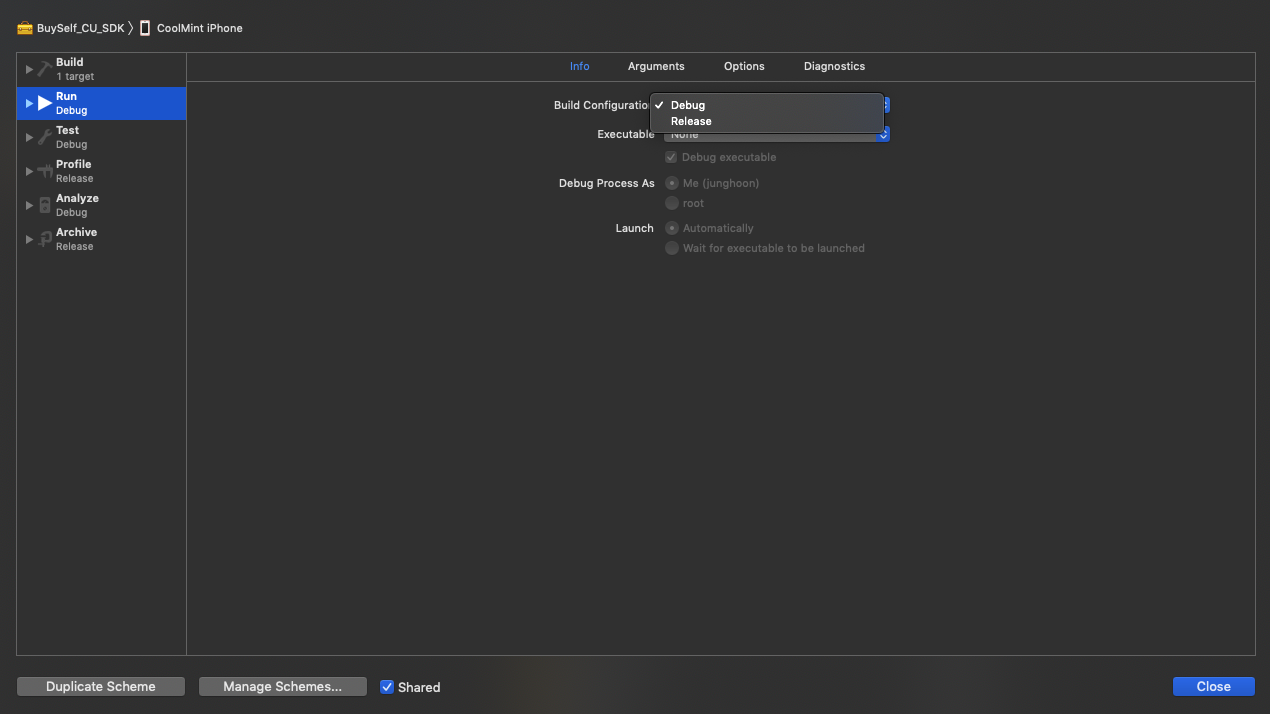 BuySelf_CU_SDK CoolMint iPhone
Build
1 target
Run
Debug
Test
Debug
Profile
Release
Analyze
Debug
Archive
Release
Info Arguments Options Diagnostics
Build Configuration Debug
Release
Executable None
Debug executable
Debug Process As Me (junghoon)
root
Launch Automatically
Wait for executable to be launched
Duplicate Scheme Manage Schemes... Shared Close